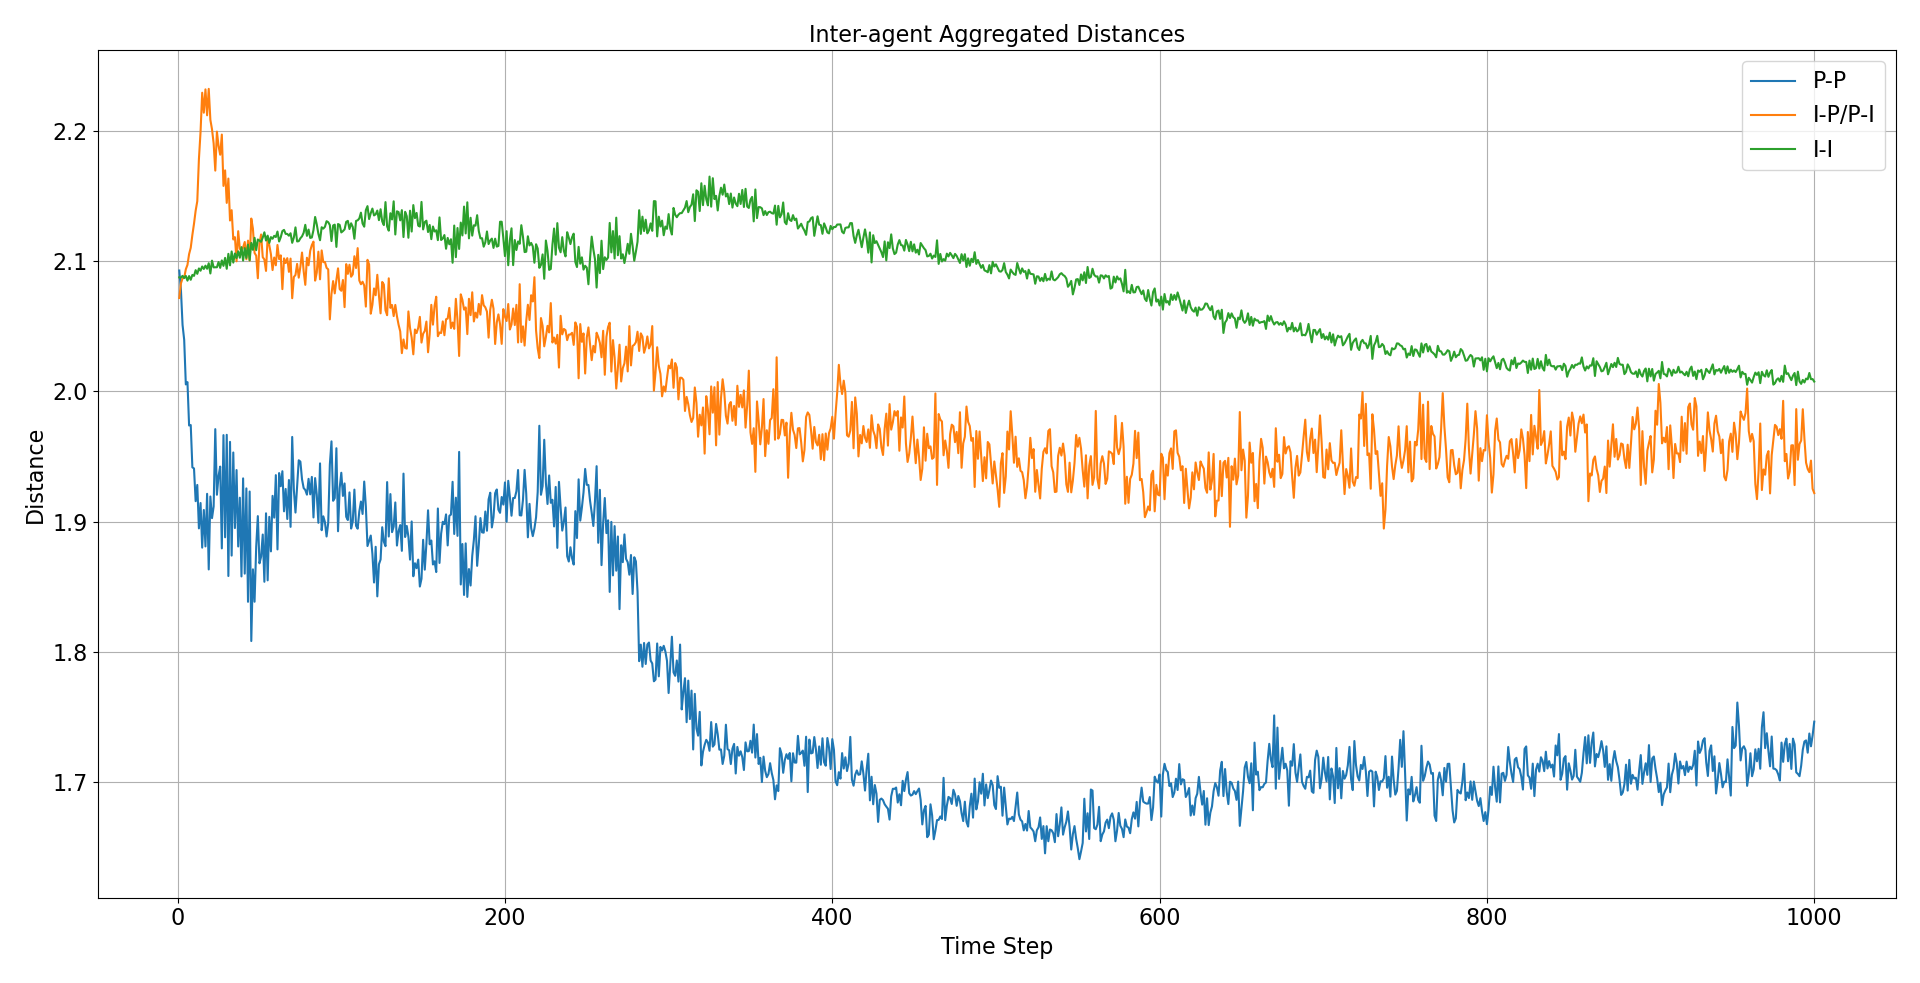 Inter-agent Aggregated Distances
P-P
I-P/P-I
I-I
2.2
2.1
2.0
1.9
1.8
1.7
Distance
0 200 400 600 800 1000
Time Step